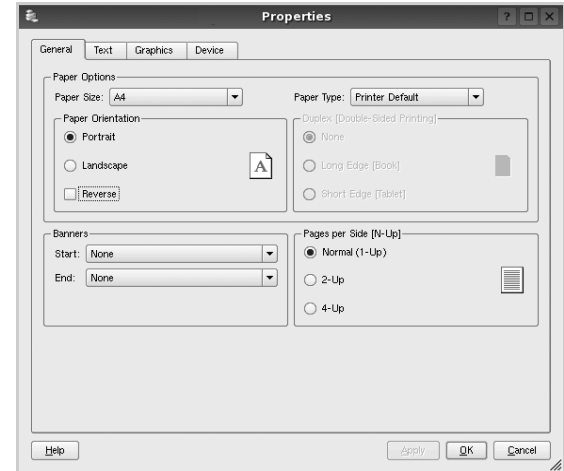 Properties
General Text Graphics Device
Paper Options
Paper Size: A4
Paper Type: Printer Default
Paper Orientation
Portrait
Landscape
Reverse
A
Duplex [Double-Sided Printing]
None
Long Edge [Book]
Short Edge [Tablet]
Banners
Start: None
End: None
Pages per Side [N-Up]
Normal (1-Up)
2-Up
4-Up
Help Apply OK Cancel